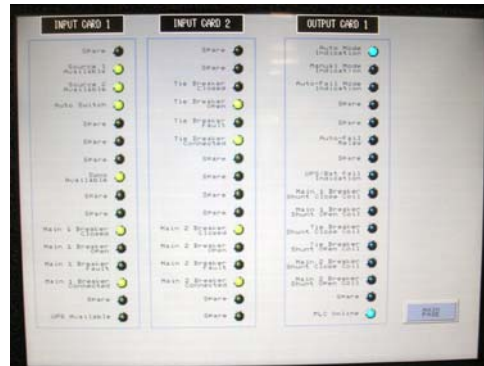 INPUT CARD 1
Spare
Source 1
Available
Source 2
Available
Auto Switch
Spare
Spare
Spare
Available
Spare
Spare
Main 1 Breaker
Closed
Main 1 Breaker
Open
Main 1 Breaker
Fault
Main 1 Breaker
Connected
Spare
UPS Available
INPUT CARD 2
Spare
Spare
Tie Breaker
Closed
Tie Breaker
Open
Tie Breaker
Fault
Tie Breaker
Connected
Spare
Spare
Spare
Spare
Main 2 Breaker
Closed
Main 2 Breaker
Open
Main 2 Breaker
Fault
Main 2 Breaker
Connected
Spare
Spare
OUTPUT CARD 1
Auto Mode
Indication
Manual Mode
Indication
Auto-Fail Mode
Indication
Spare
Spare
Auto-Fail
Relay
Spare
UPS/Bat Fail
Indication
Main 1 Breaker
Shunt Close Coil
Main 1 Breaker
Shunt Open Coil
Tie Breaker
Shunt Close Coil
Tie Breaker
Shunt Open Coil
Main 2 Breaker
Shunt Close Coil
Main 2 Breaker
Shunt Open Coil
Spare
PLC Online
MAIN
PAGE